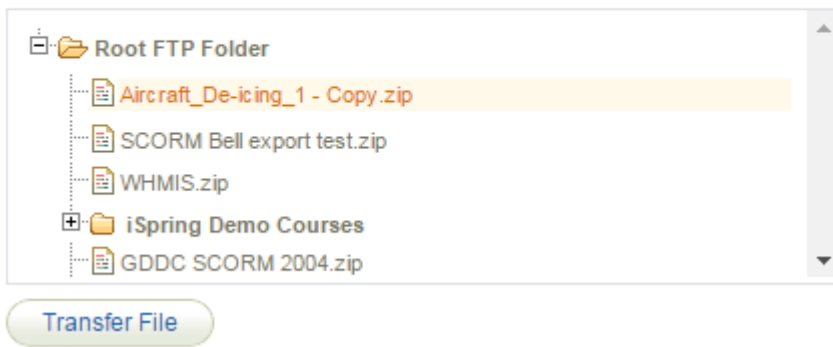 Root FTP Folder
Aircraft_De-icing_1 - Copy.zip
SCORM Bell export test.zip
WHMIS.zip
iSpring Demo Courses
GDDC SCORM 2004.zip
Transfer File